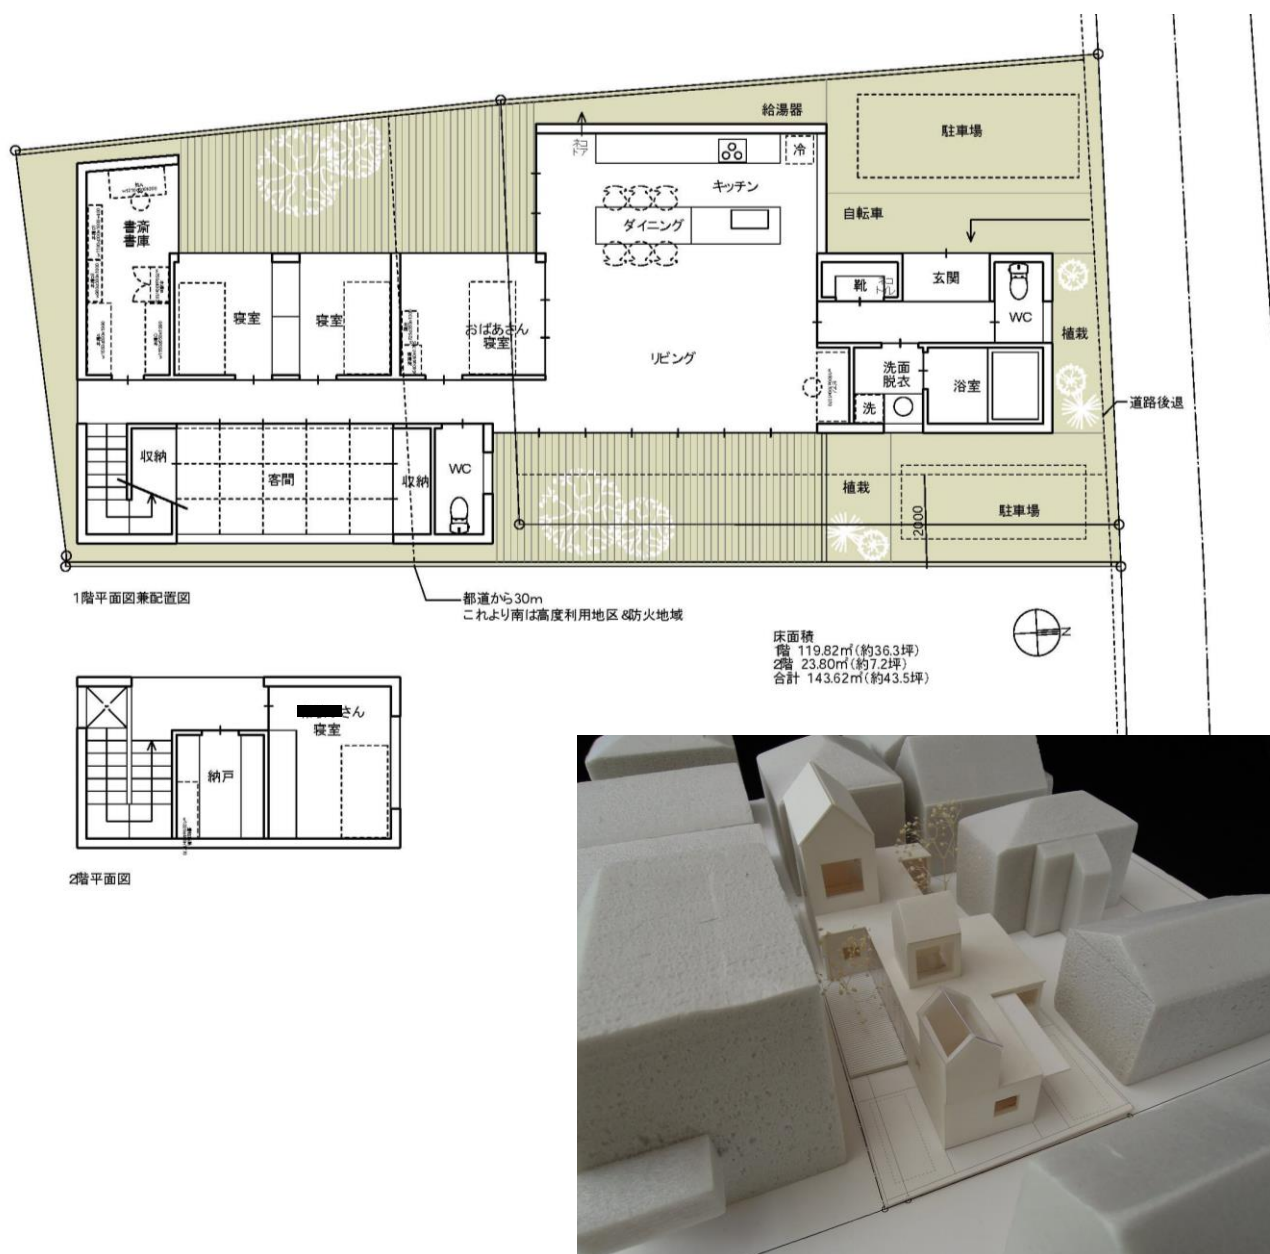 給湯器
駐車場
冷
キッチン
自転車
ダイニング
書斎
書庫
玄関
靴
WC
寝室
寝室
おばあさん
寝室
リビング
植栽
洗面
脱衣
浴室
洗
道路後退
収納
客間
収納
WC
植栽
駐車場
2000
1階平面図兼配置図
都道から30m
これより南は高度利用地区&防火地域
N
床面積
1階 119.82㎡(約36.3坪)
2階 23.80㎡(約7.2坪)
合計 143.62㎡(約43.5坪)
さん
寝室
納戸
2階平面図